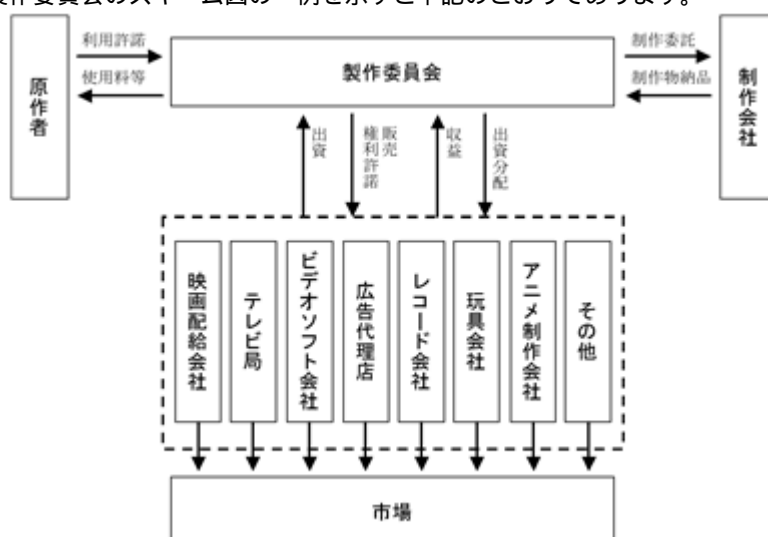 製作委員会のスキーム図の一例を示すと下記のとおりであります。
利用許諾
使用料等
原作者
製作委員会
制作委託
制作物納品
制作会社
出資
販売
権利許諾
収益
出資分配
映画配給会社
テレビ局
ビデオソフト会社
広告代理店
レコード会社
玩具会社
アニメ制作会社
その他
市場